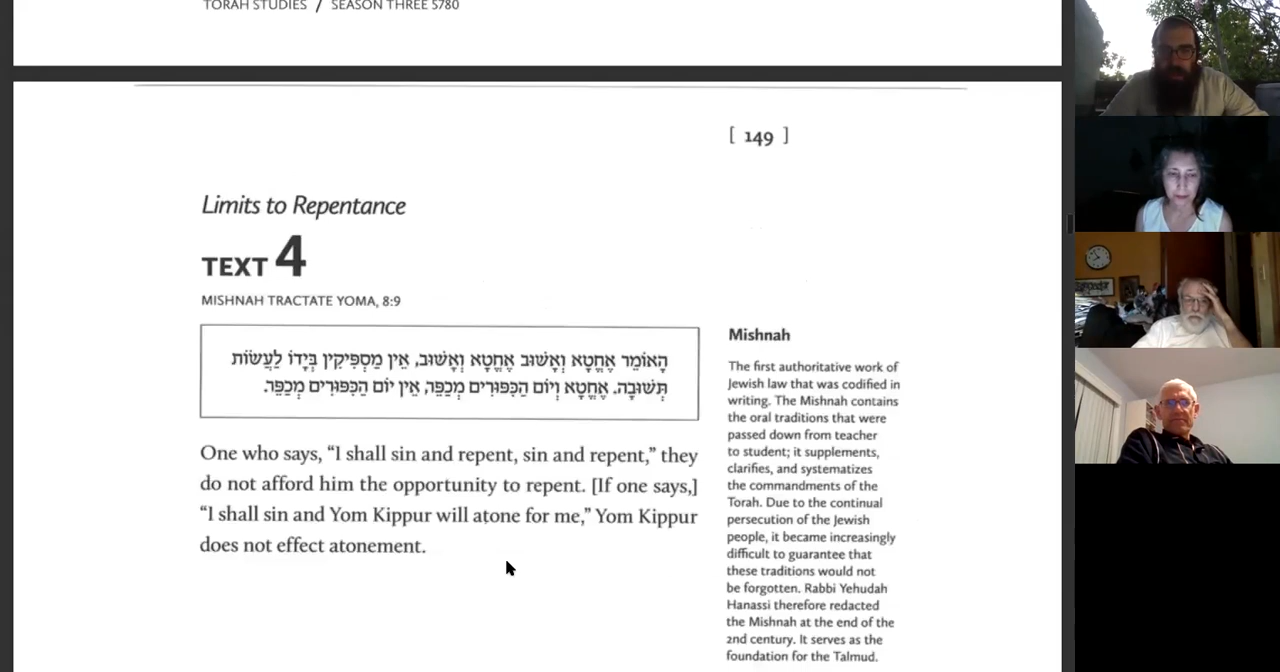 TORAH STUDIES / SEASON THREE 5780
[ 149 ]
Limits to Repentance
TEXT 4
MISHNAH TRACTATE YOMA, 8:9
הָאוֹמֵר אֶחֱטָא וְאָשׁוּב אֶחֱטָא וְאָשׁוּב, אֵין מַסְפִּיקִין בְּיָדוֹ לַעֲשׂוֹת
תְּשׁוּבָה. אֶחֱטָא וְיוֹם הַכִּפּוּרִים מְכַפֵּר, אֵין יוֹם הַכִּפּוּרִים מְכַפֵּר.
One who says, “I shall sin and repent, sin and repent,” they
do not afford him the opportunity to repent. [If one says,]
“I shall sin and Yom Kippur will atone for me,” Yom Kippur
does not effect atonement.
Mishnah
The first authoritative work of
Jewish law that was codified in
writing. The Mishnah contains
the oral traditions that were
passed down from teacher
to student; it supplements,
clarifies, and systematizes
the commandments of the
Torah. Due to the continual
persecution of the Jewish
people, it became increasingly
difficult to guarantee that
these traditions would not
be forgotten. Rabbi Yehudah
Hanassi therefore redacted
the Mishnah at the end of the
2nd century. It serves as the
foundation for the Talmud.